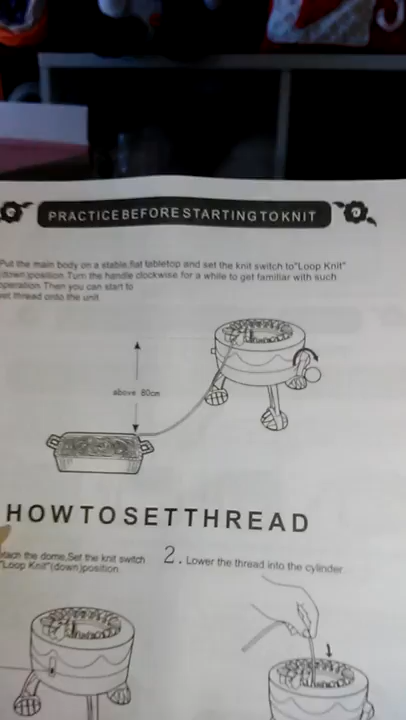 PRACTICE BEFORE STARTING TO KNIT
Put the main body on a stable,flat tabletop and set the knit switch to"Loop Knit"
(down)position.Turn the handle clockwise for a while to get familiar with such
operation.Then you can start to
set thread onto the unit
above 80cm
HOW TO SET THREAD
ttach the dome,Set the knit switch
"Loop Knit"(down)position.
2. Lower the thread into the cylinder